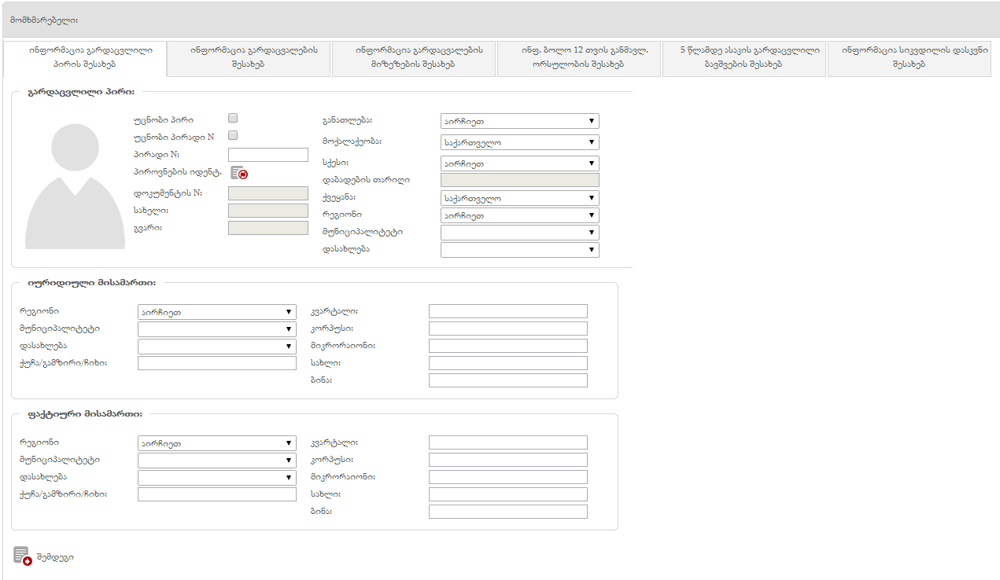 მომხმარებელი:
ინფორმაცია გარდაცვლილი
პირის შესახებ
ინფორმაცია გარდაცვალების
შესახებ
ინფორმაცია გარდაცვალების
მიზეზების შესახებ
ინფ. ბოლო 12 თვის განმავლ.
ორსულობის შესახებ
5 წლამდე ასაკის გარდაცვლილი
ბავშვების შესახებ
ინფორმაცია სიკვდილის დასკვნი
შესახებ
გარდაცვლილი პირი:
უცნობი პირი
უცნობი პირადი N
პირადი N:
პიროვნების იდენტ.
დოკუმენტის N:
სახელი:
გვარი:
განათლება: აირჩიეთ
მოქალაქეობა: საქართველო
სქესი: აირჩიეთ
დაბადების თარიღი
ქვეყანა: საქართველო
რეგიონი აირჩიეთ
მუნიციპალიტეტი
დასახლება
იურიდიული მისამართი:
რეგიონი აირჩიეთ
მუნიციპალიტეტი
დასახლება
ქუჩა/გამზირი/ჩიხი:
კვარტალი:
კორპუსი:
მიკრორაიონი:
სახლი:
ბინა:
ფაქტიური მისამართი:
რეგიონი აირჩიეთ
მუნიციპალიტეტი
დასახლება
ქუჩა/გამზირი/ჩიხი:
კვარტალი:
კორპუსი:
მიკრორაიონი:
სახლი:
ბინა:
შემდეგი